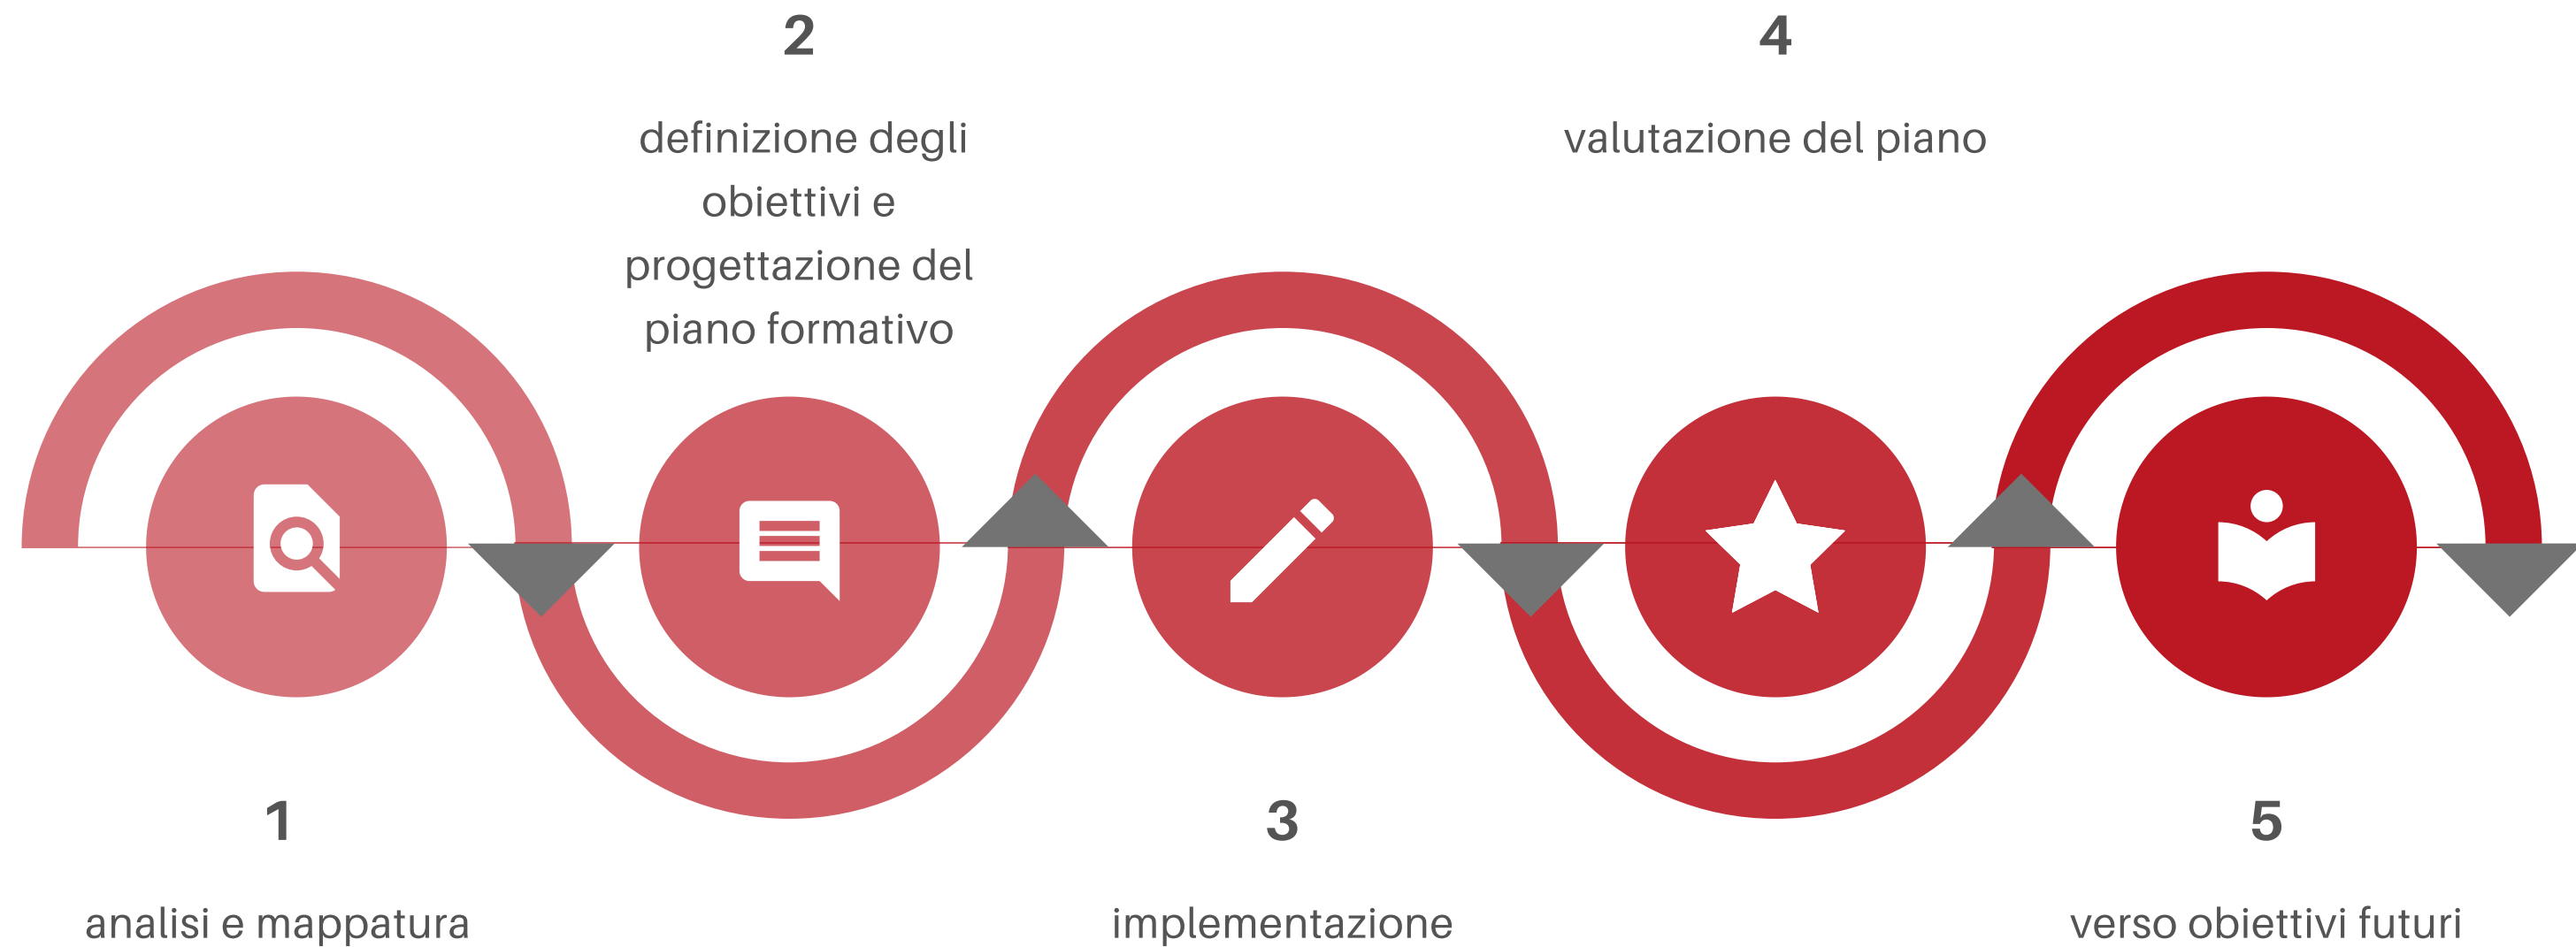 1
analisi e mappatura
2
definizione degli
obiettivi e
progettazione del
piano formativo
3
implementazione
4
valutazione del piano
5
verso obiettivi futuri